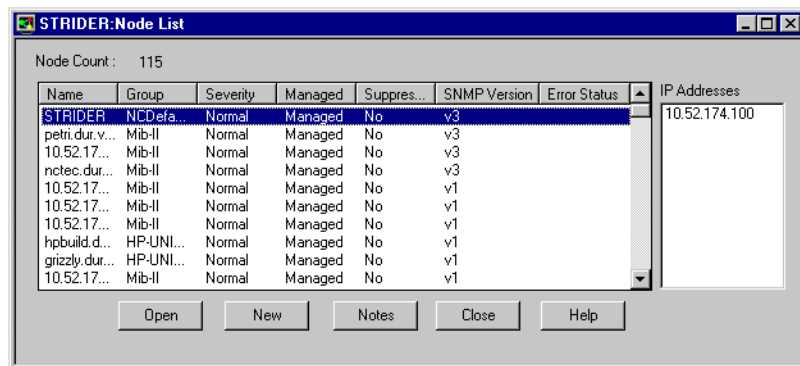 STRIDER:Node List
Node Count : 115
Name Group Severity Managed Suppres... SNMP Version Error Status IP Addresses
STRIDER NCDefa... Normal Managed No v3 10.52.174.100
petri.dur.v... Mib-II Normal Managed No v3
10.52.17... Mib-II Normal Managed No v3
nctec.dur... Mib-II Normal Managed No v3
10.52.17... Mib-II Normal Managed No v1
10.52.17... Mib-II Normal Managed No v1
10.52.17... Mib-II Normal Managed No v1
hpbuild.d... HP-UNI... Normal Managed No v1
grizzly.dur... HP-UNI... Normal Managed No v1
10.52.17... Mib-II Normal Managed No v1
Open New Notes Close Help